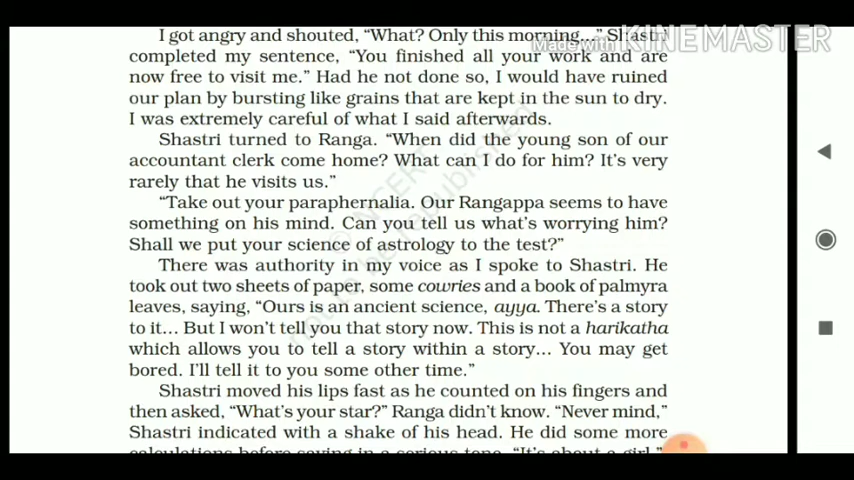 I got angry and shouted, “What? Only this morning...” Shastri
Made with KINEMASTER
completed my sentence, “You finished all your work and are
now free to visit me.” Had he not done so, I would have ruined
our plan by bursting like grains that are kept in the sun to dry.
I was extremely careful of what I said afterwards.
Shastri turned to Ranga. “When did the young son of our
accountant clerk come home? What can I do for him? It’s very
rarely that he visits us.”
“Take out your paraphernalia. Our Rangappa seems to have
something on his mind. Can you tell us what’s worrying him?
Shall we put your science of astrology to the test?”
There was authority in my voice as I spoke to Shastri. He
took out two sheets of paper, some cowries and a book of palmyra
leaves, saying, “Ours is an ancient science, ayya. There’s a story
to it... But I won’t tell you that story now. This is not a harikatha
which allows you to tell a story within a story... You may get
bored. I’ll tell it to you some other time.”
Shastri moved his lips fast as he counted on his fingers and
then asked, “What’s your star?” Ranga didn’t know. “Never mind,”
Shastri indicated with a shake of his head. He did some more
calculations before saying in a serious tone, “It’s about a girl.”
© NCERT
not to be republished